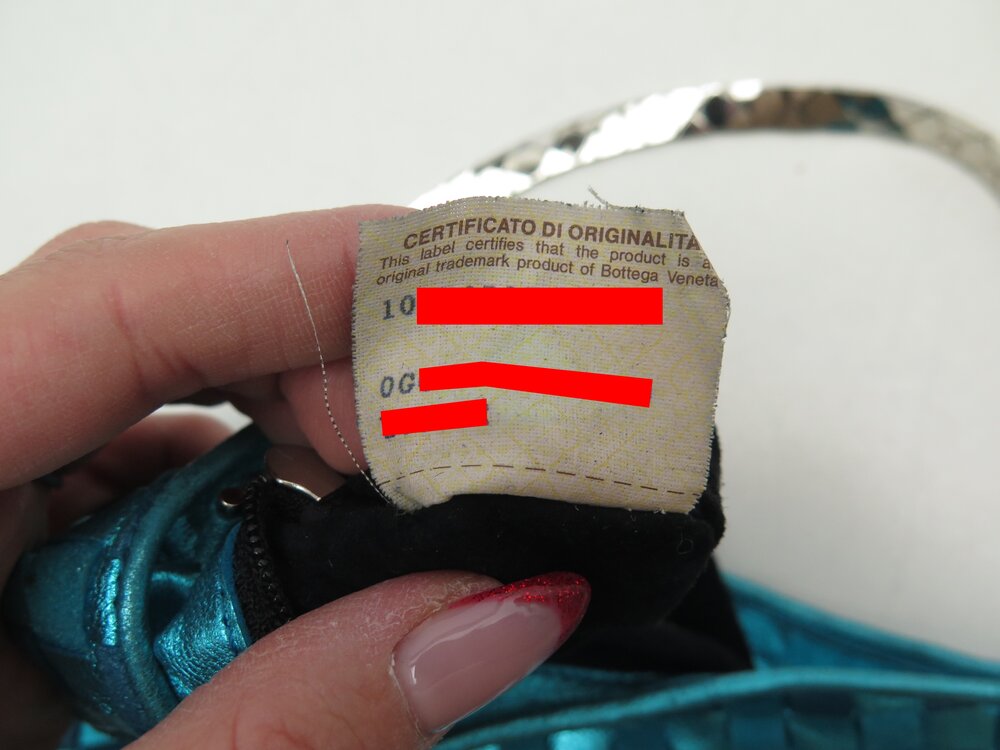 CERTIFICATO DI ORIGINALITA
This label certifies that the product is a
original trademark product of Bottega Veneta
10
0G